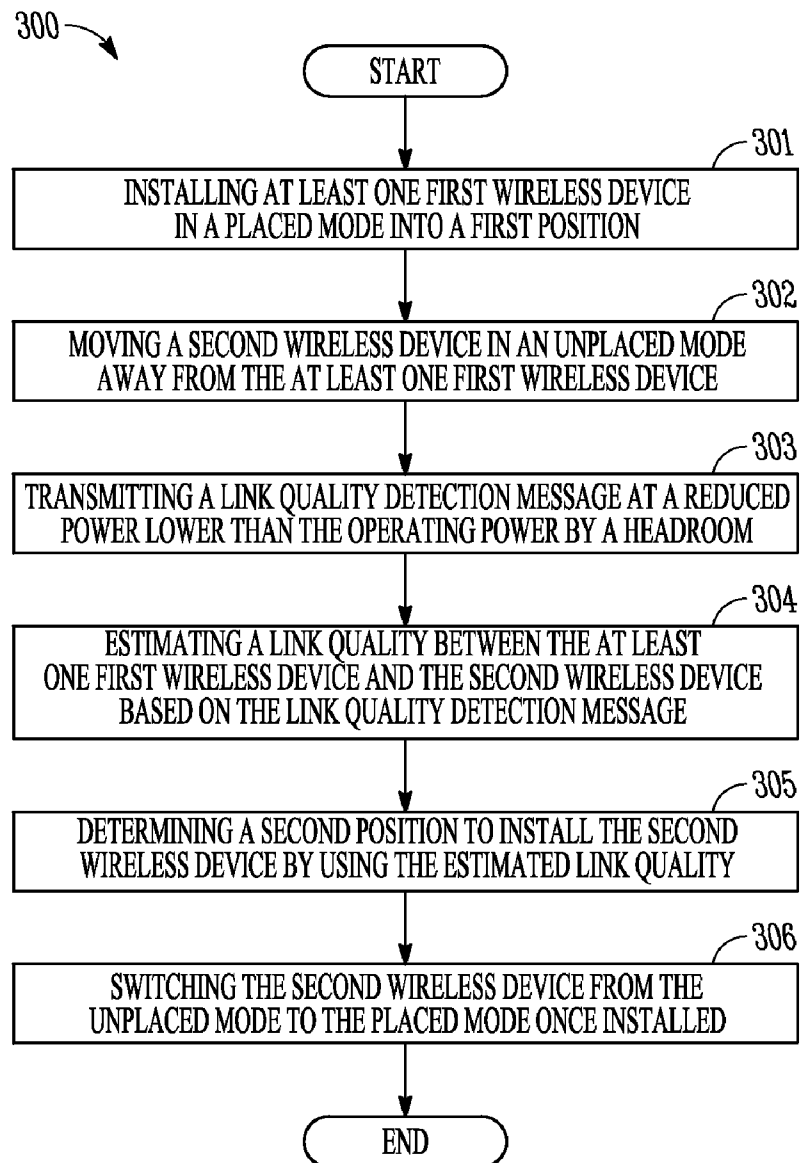 300
START
301
INSTALLING AT LEAST ONE FIRST WIRELESS DEVICE
IN A PLACED MODE INTO A FIRST POSITION
302
MOVING A SECOND WIRELESS DEVICE IN AN UNPLACED MODE
AWAY FROM THE AT LEAST ONE FIRST WIRELESS DEVICE
303
TRANSMITTING A LINK QUALITY DETECTION MESSAGE AT A REDUCED
POWER LOWER THAN THE OPERATING POWER BY A HEADROOM
304
ESTIMATING A LINK QUALITY BETWEEN THE AT LEAST
ONE FIRST WIRELESS DEVICE AND THE SECOND WIRELESS DEVICE
BASED ON THE LINK QUALITY DETECTION MESSAGE
305
DETERMINING A SECOND POSITION TO INSTALL THE SECOND
WIRELESS DEVICE BY USING THE ESTIMATED LINK QUALITY
306
SWITCHING THE SECOND WIRELESS DEVICE FROM THE
UNPLACED MODE TO THE PLACED MODE ONCE INSTALLED
END